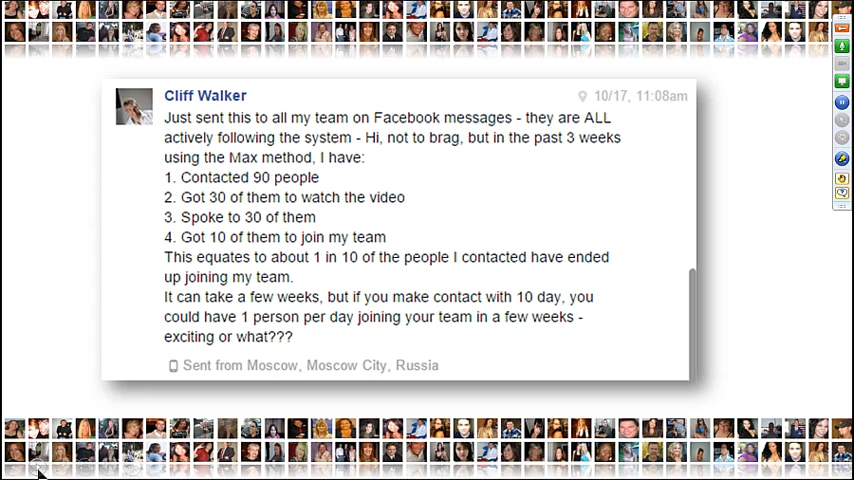 Cliff Walker
10/17, 11:08am
Just sent this to all my team on Facebook messages - they are ALL
actively following the system - Hi, not to brag, but in the past 3 weeks
using the Max method, I have:
1. Contacted 90 people
2. Got 30 of them to watch the video
3. Spoke to 30 of them
4. Got 10 of them to join my team
This equates to about 1 in 10 of the people I contacted have ended
up joining my team.
It can take a few weeks, but if you make contact with 10 day, you
could have 1 person per day joining your team in a few weeks -
exciting or what???
Sent from Moscow, Moscow City, Russia